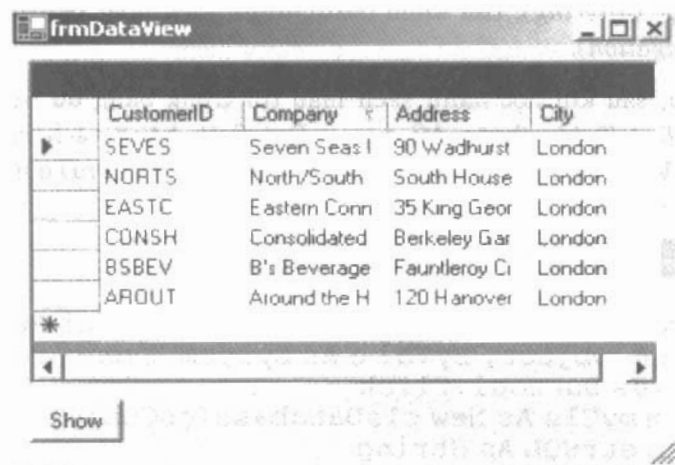 frmDataView
CustomerID Company Address City
SEVES Seven Seas I 90 Wadhurst London
NORTS North/South South House London
EASTC Eastern Conn 35 King Geor London
CONSH Consolidated Berkeley Gar London
BSBEV B's Beverage Fauntleroy Ci London
AROUT Around the H 120 Hanover London
Show